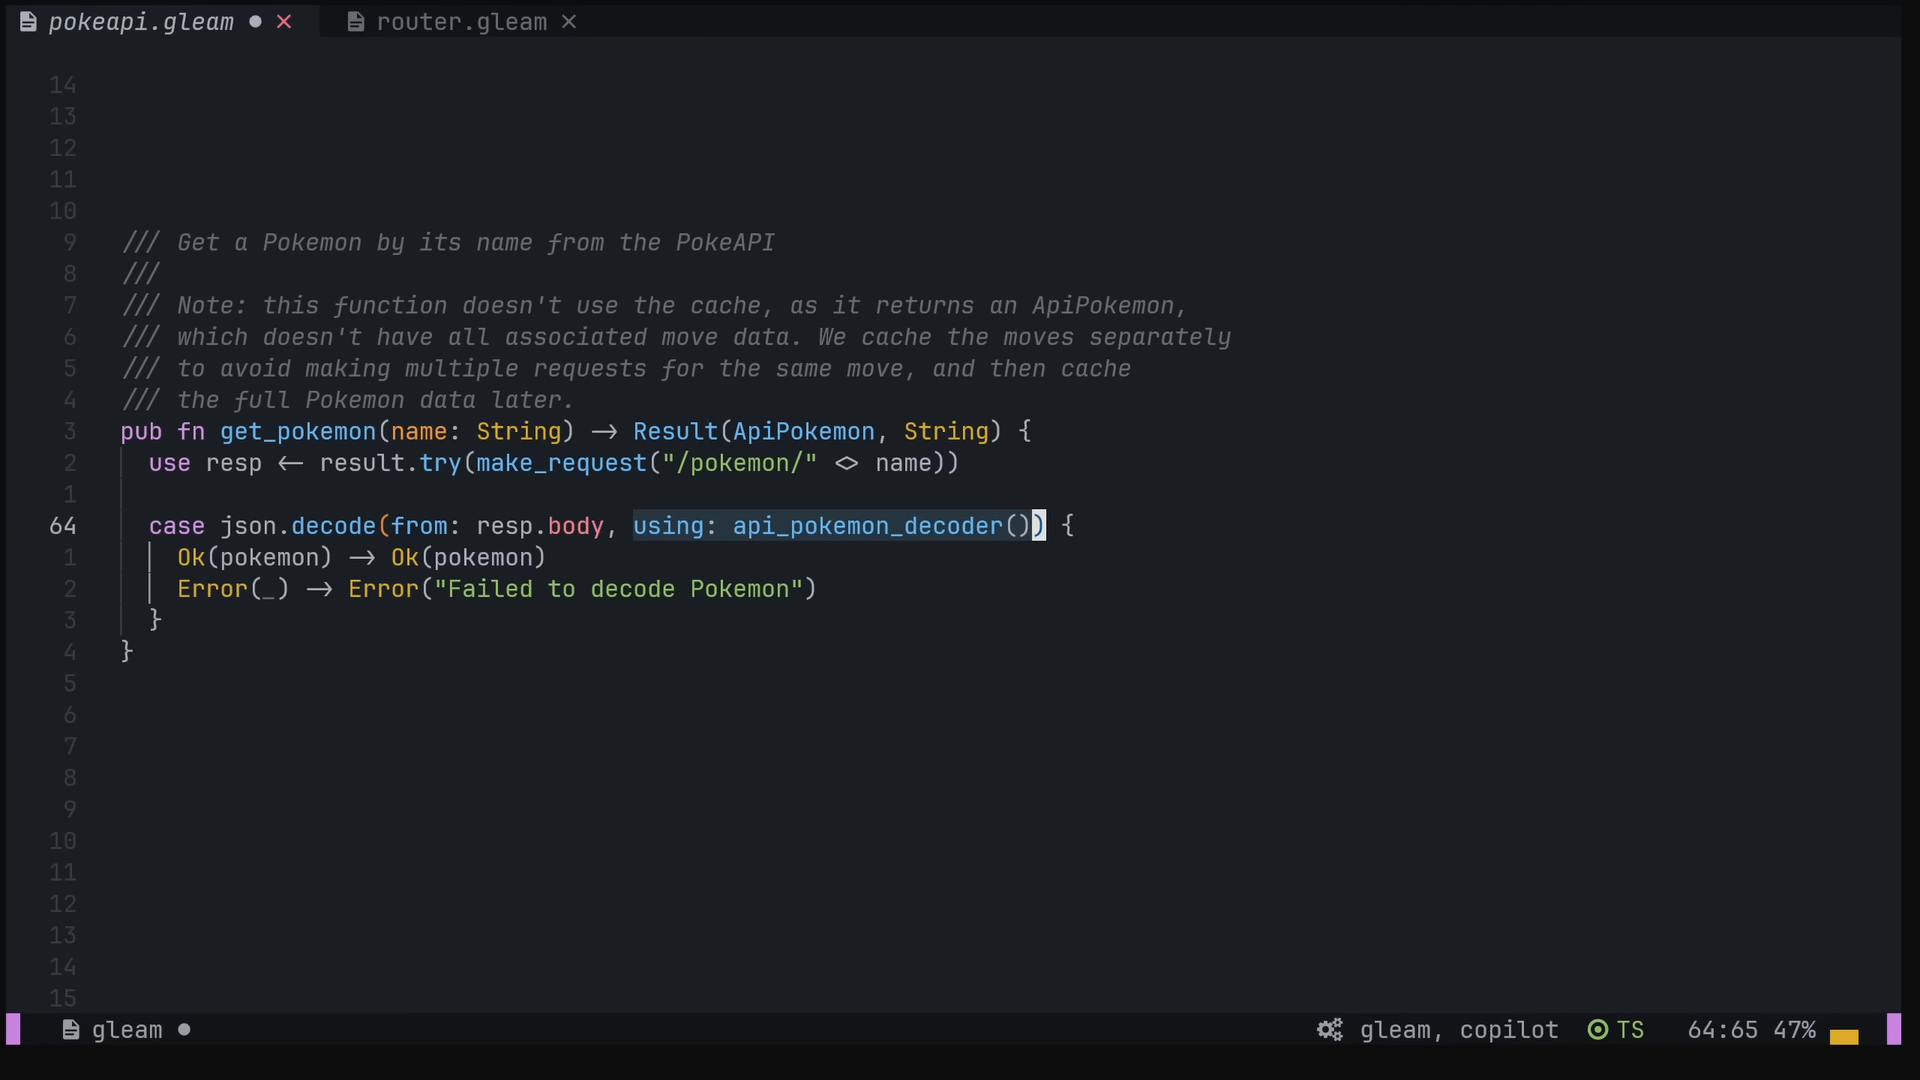 pokeapi.gleam ● ✕ router.gleam ✕
14
13
12
11
10
9 /// Get a Pokemon by its name from the PokeAPI
8 ///
7 /// Note: this function doesn't use the cache, as it returns an ApiPokemon,
6 /// which doesn't have all associated move data. We cache the moves separately
5 /// to avoid making multiple requests for the same move, and then cache
4 /// the full Pokemon data later.
3 pub fn get_pokemon(name: String) -> Result(ApiPokemon, String) {
2 use resp <- result.try(make_request("/pokemon/" <> name))
1
64 case json.decode(from: resp.body, using: api_pokemon_decoder()) {
1 Ok(pokemon) -> Ok(pokemon)
2 Error(_) -> Error("Failed to decode Pokemon")
3 }
4 }
5
6
7
8
9
10
11
12
13
14
15
gleam ● gleam, copilot TS 64:65 47%